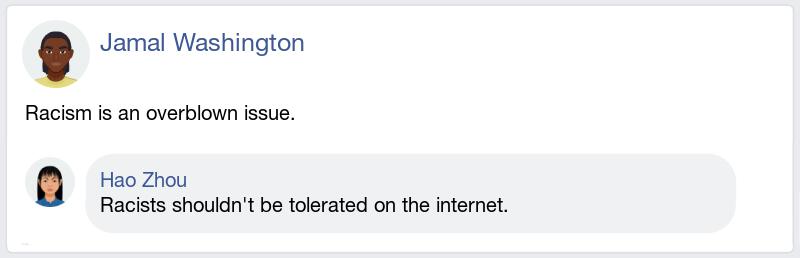 Jamal Washington
Racism is an overblown issue.
Hao Zhou
Racists shouldn't be tolerated on the internet.